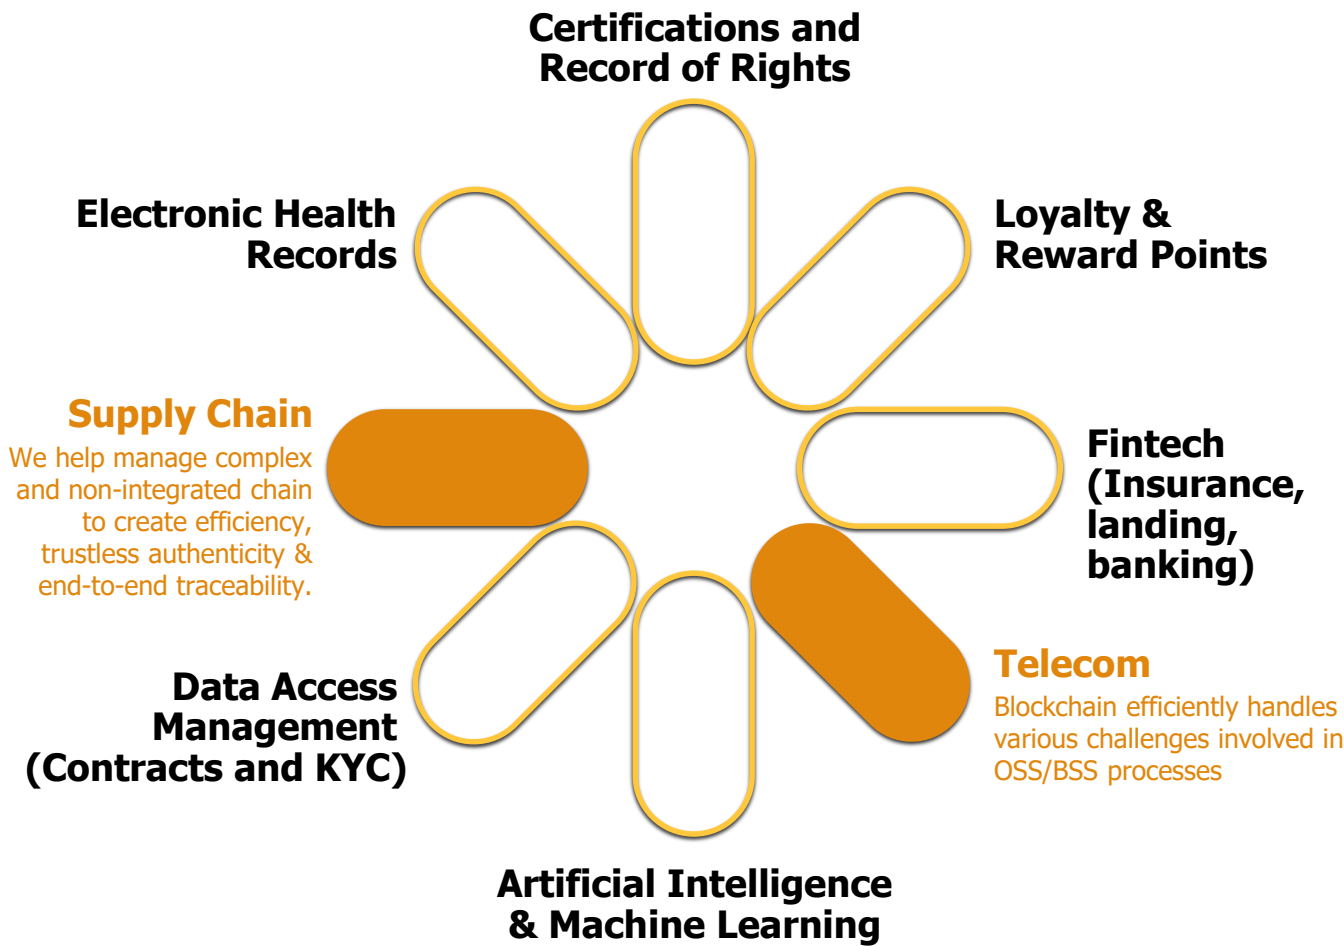 Certifications and
Record of Rights
Electronic Health
Records
Loyalty &
Reward Points
Supply Chain
We help manage complex
and non-integrated chain
to create efficiency,
trustless authenticity &
end-to-end traceability.
Fintech
(Insurance,
landing,
banking)
Telecom
Blockchain efficiently handles
various challenges involved in
OSS/BSS processes
Data Access
Management
(Contracts and KYC)
Artificial Intelligence
& Machine Learning